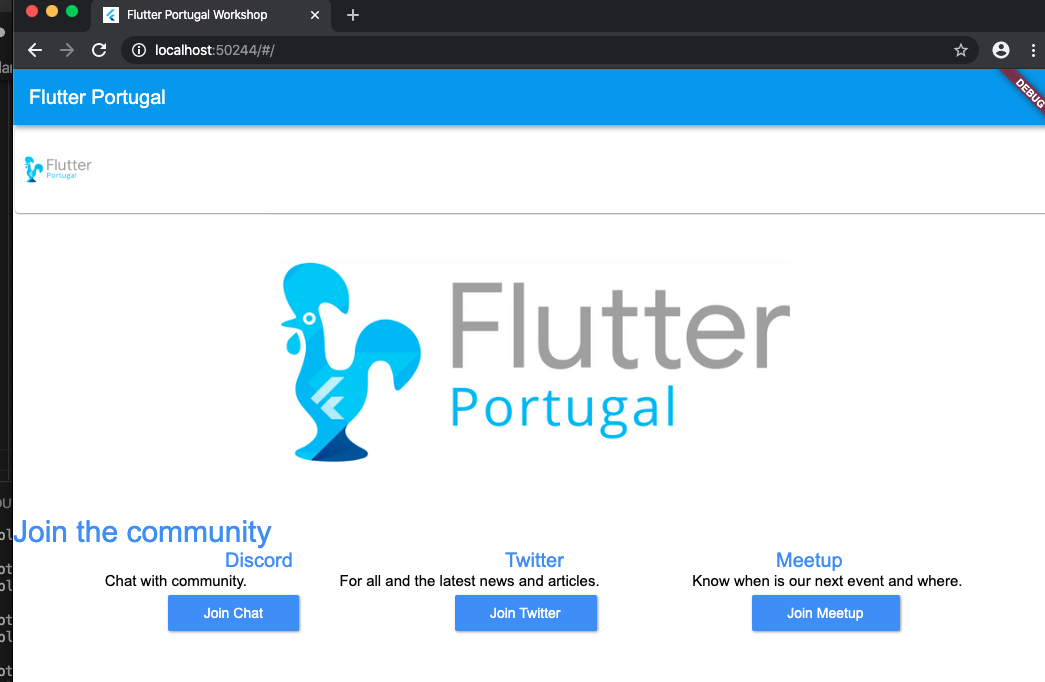 Flutter Portugal Workshop
localhost:50244/#/
Flutter Portugal
DEBUG
Flutter
Portugal
Flutter
Portugal
Join the community
Discord Twitter Meetup
Chat with community. For all and the latest news and articles. Know when is our next event and where.
Join Chat Join Twitter Join Meetup